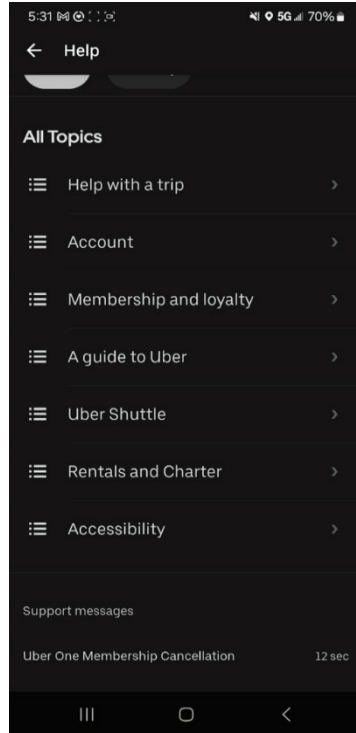 5:31 5G 70%
Help
All Topics
Help with a trip
Account
Membership and loyalty
A guide to Uber
Uber Shuttle
Rentals and Charter
Accessibility
Support messages
Uber One Membership Cancellation 12 sec